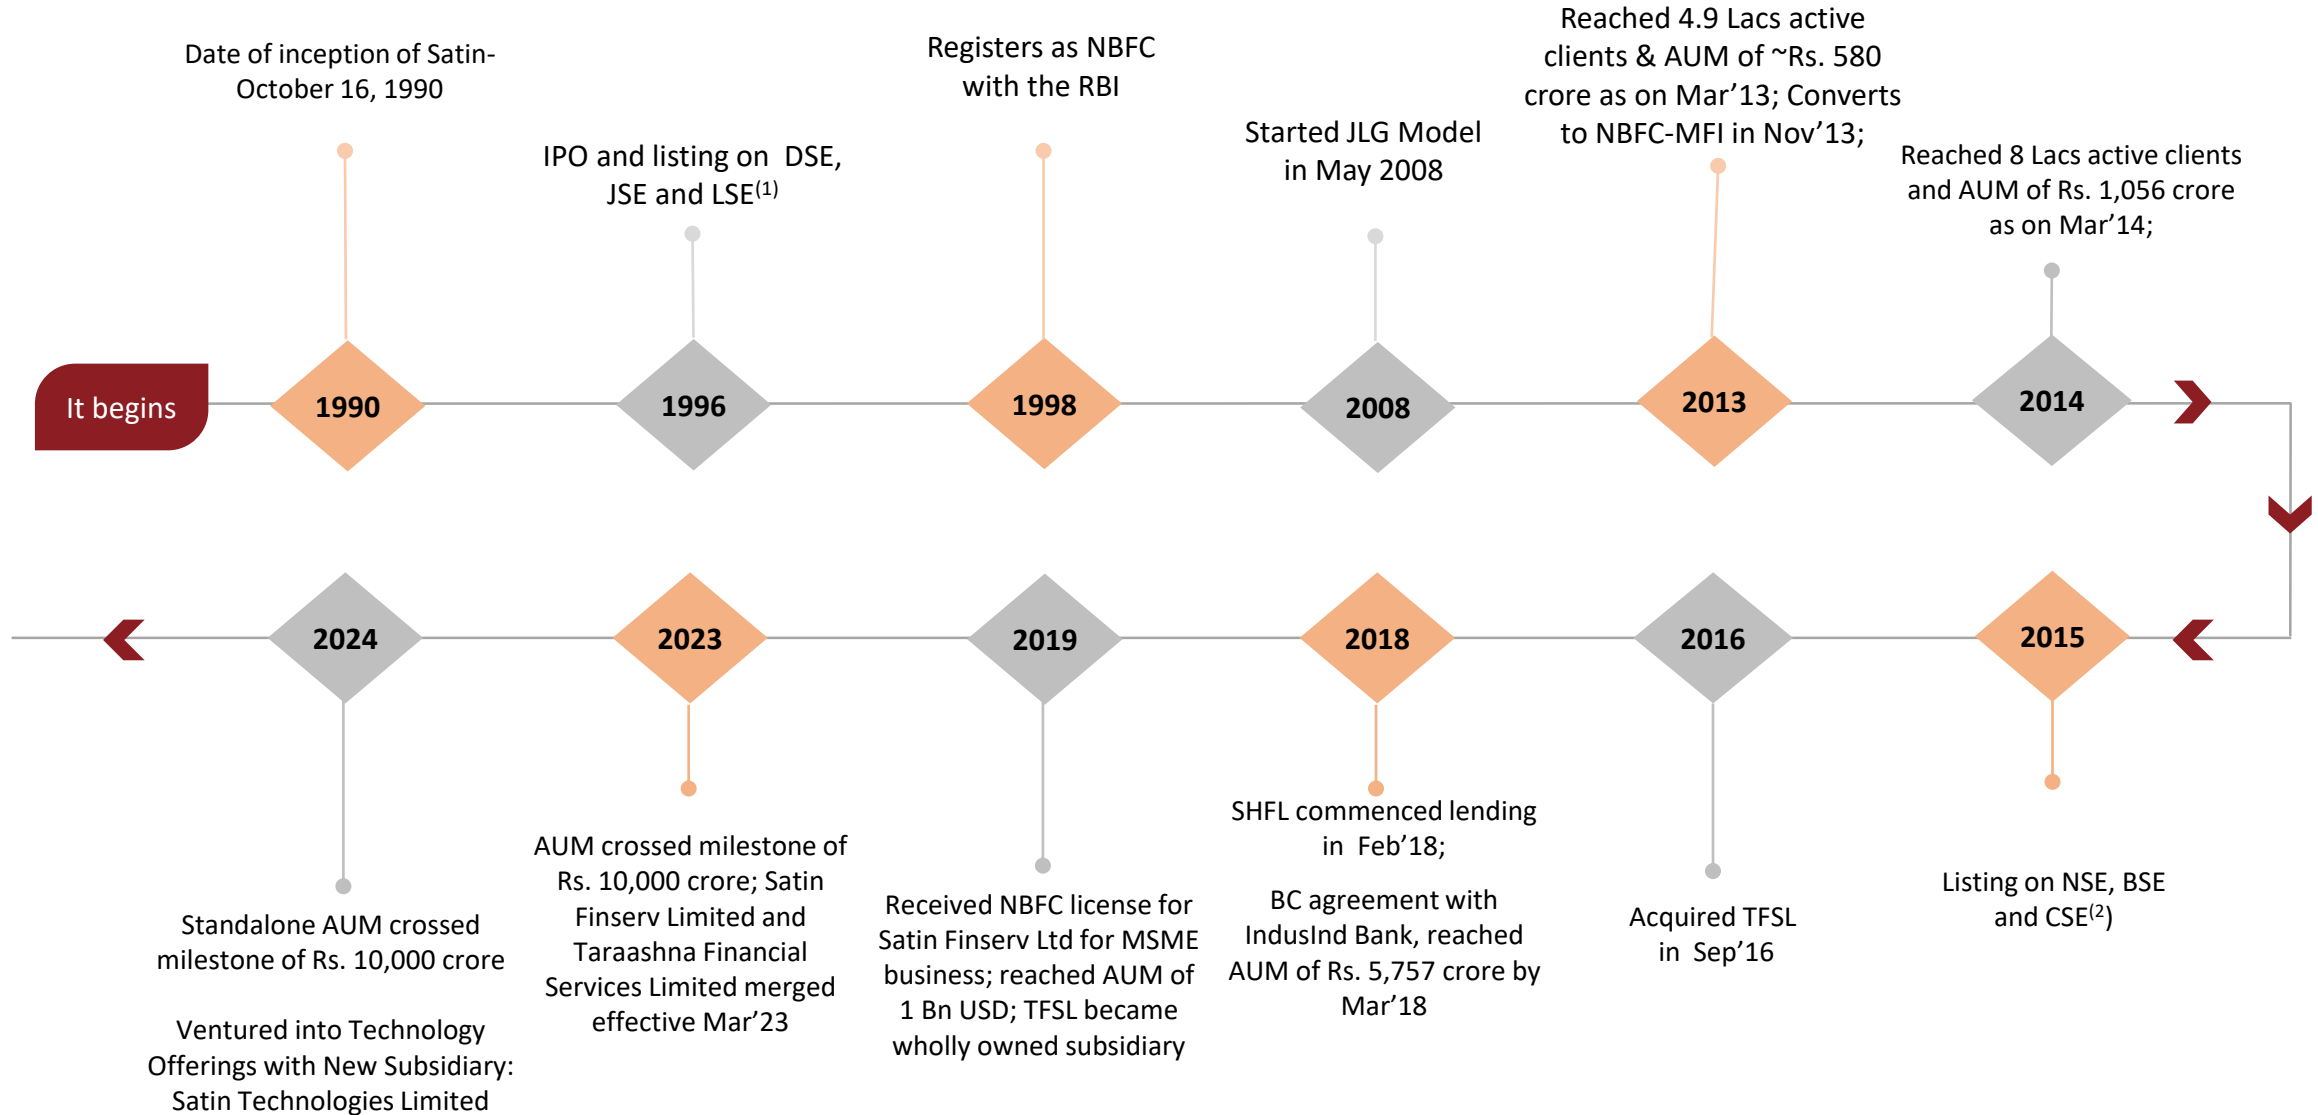 Date of inception of Satin-
October 16, 1990
IPO and listing on DSE,
JSE and LSE(1)
Registers as NBFC
with the RBI
Started JLG Model
in May 2008
Reached 4.9 Lacs active
clients & AUM of ~Rs. 580
crore as on Mar’13; Converts
to NBFC-MFI in Nov’13;
Reached 8 Lacs active clients
and AUM of Rs. 1,056 crore
as on Mar’14;
It begins
1990
1996
1998
2008
2013
2014
2024
2023
2019
2018
2016
2015
Standalone AUM crossed
milestone of Rs. 10,000 crore
Ventured into Technology
Offerings with New Subsidiary:
Satin Technologies Limited
AUM crossed milestone of
Rs. 10,000 crore; Satin
Finserv Limited and
Taraashna Financial
Services Limited merged
effective Mar’23
Received NBFC license for
Satin Finserv Ltd for MSME
business; reached AUM of
1 Bn USD; TFSL became
wholly owned subsidiary
SHFL commenced lending
in Feb’18;
BC agreement with
IndusInd Bank, reached
AUM of Rs. 5,757 crore by
Mar’18
Acquired TFSL
in Sep’16
Listing on NSE, BSE
and CSE(2)